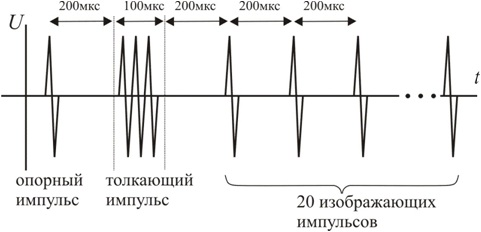 200мкс 100мкс 200мкс 200мкс 200мкс
U
t
опорный толкающий
импульс импульс
20 изображающих
импульсов